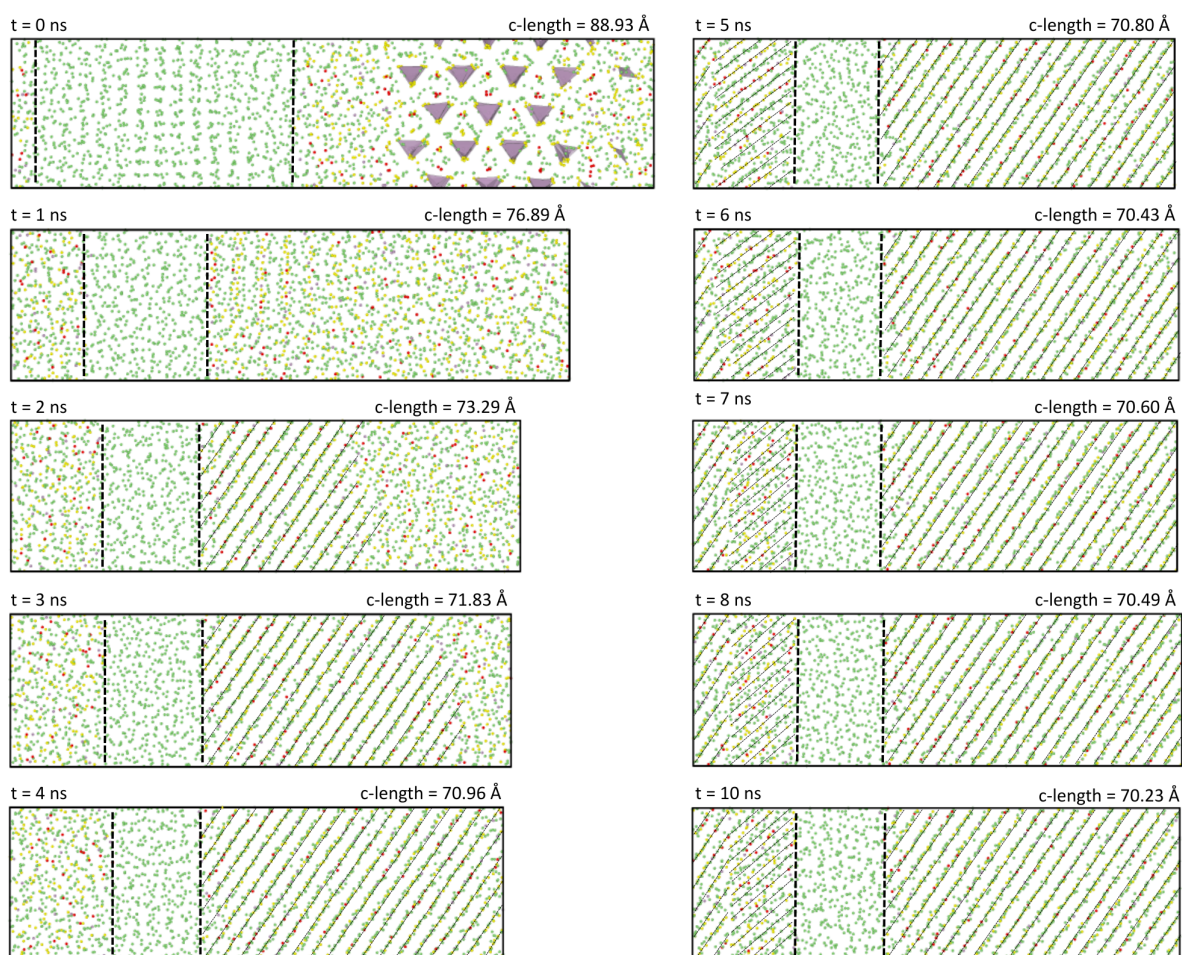 t = 0 ns
c-length = 88.93 Å
t = 1 ns
c-length = 76.89 Å
t = 2 ns
c-length = 73.29 Å
t = 3 ns
c-length = 71.83 Å
t = 4 ns
c-length = 70.96 Å
t = 5 ns
c-length = 70.80 Å
t = 6 ns
c-length = 70.43 Å
t = 7 ns
c-length = 70.60 Å
t = 8 ns
c-length = 70.49 Å
t = 10 ns
c-length = 70.23 Å